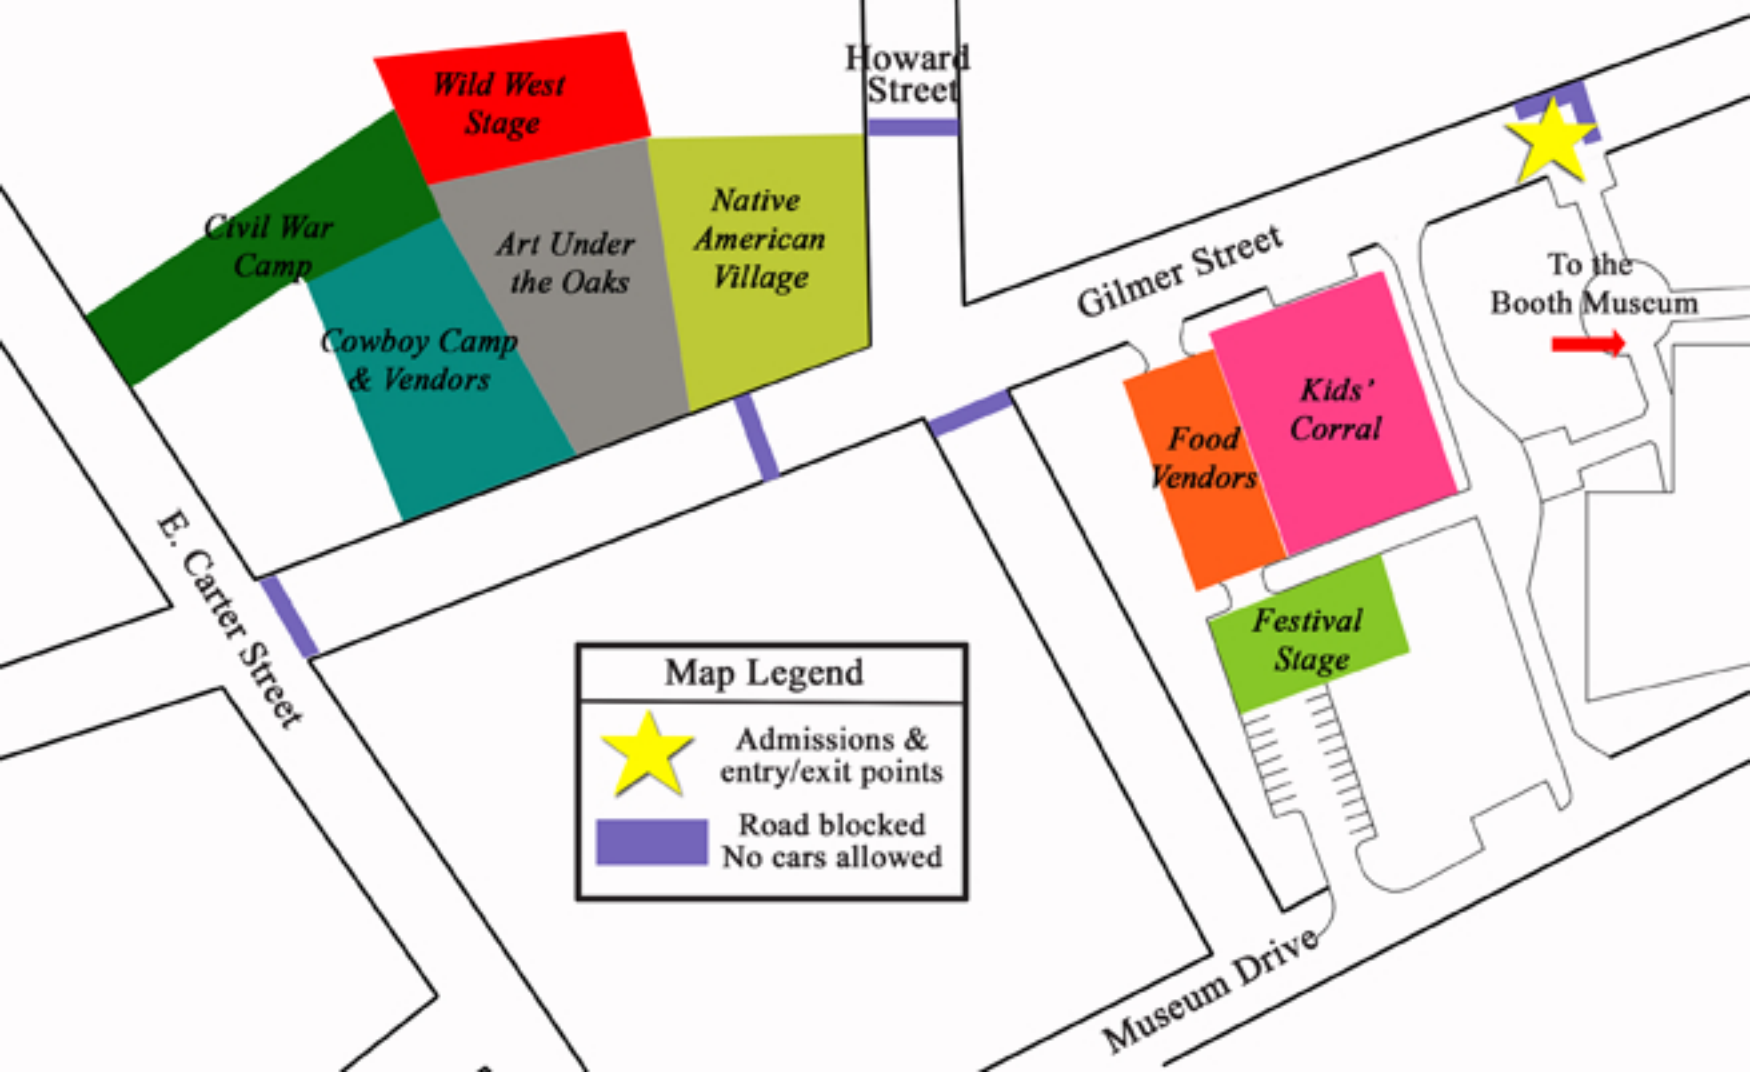 Howard
Street
Wild West
Stage
Civil War
Camp
Art Under
the Oaks
Native
American
Village
Cowboy Camp
& Vendors
Gilmer Street
To the
Booth Museum
Kids’
Corral
Food
Vendors
Festival
Stage
E. Carter Street
Map Legend
Admissions &
entry/exit points
Road blocked
No cars allowed
Museum Drive